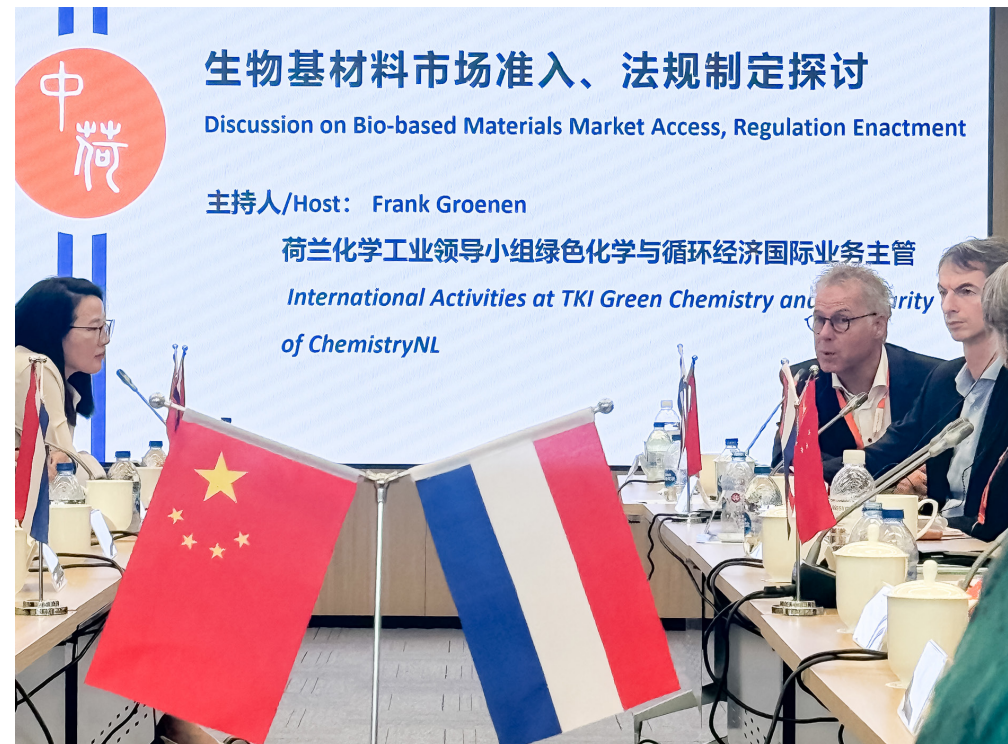 中荷
生物基材料市场准入、法规制定探讨
Discussion on Bio-based Materials Market Access, Regulation Enactment
主持人/Host: Frank Groenen
荷兰化学工业领导小组绿色化学与循环经济国际业务主管
International Activities at TKI Green Chemistry and
of ChemistryNL